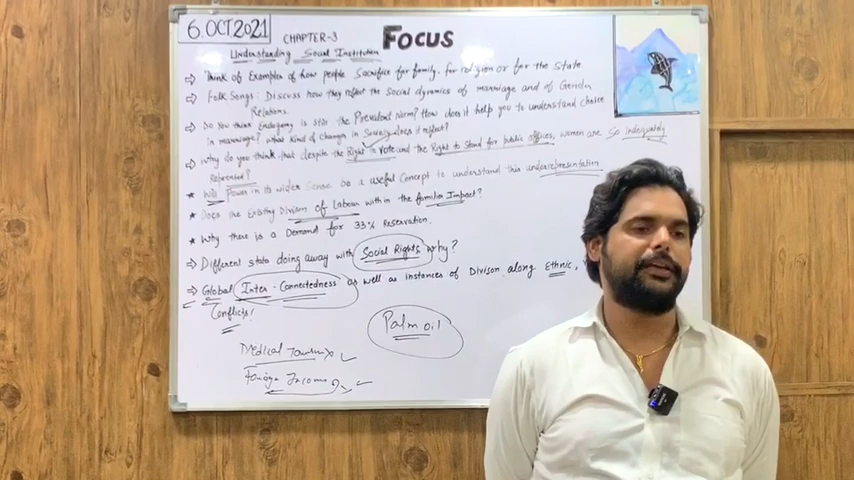 6.OCT2021 CHAPTER-3 FOCUS
Understanding Social Institution
⇒ Think of Examples of how people Sacrifice for family, for religion or for the State
⇒ Folk Songs: Discuss how they reflect the Social dynamics of marriage and of Gender
Relations.
⇒ Do you think Endogamy is still the Prevalent Norm? How does it help you to understand choice
in marriage? What kind of changes in Society does it reflect?
⇒ Why do you think that despite the Right to vote and the Right to Stand for public offices, women are so inadequately
Represented?
* Will Power in its wider Sense be a useful Concept to understand this underrepresentation
* Does the Existing Division of Labour within the Impact?
* Why there is a Demand for 33% Reservation.
⇒ Different state doing away with Social Rights why?
⇒ Global Inter-Connectedness as well as instances of Divison along Ethnic,
Conflicts!
Palm oil
Medical
Income